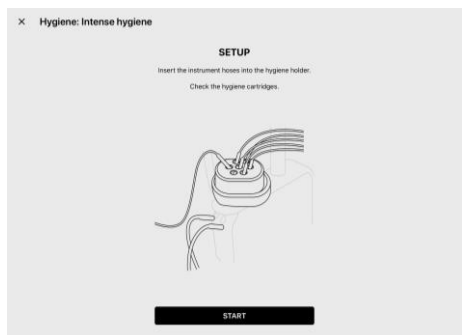 Hygiene: Intense hygiene
SETUP
Insert the instrument hoses into the hygiene holder.
Check the hygiene cartridges.
START